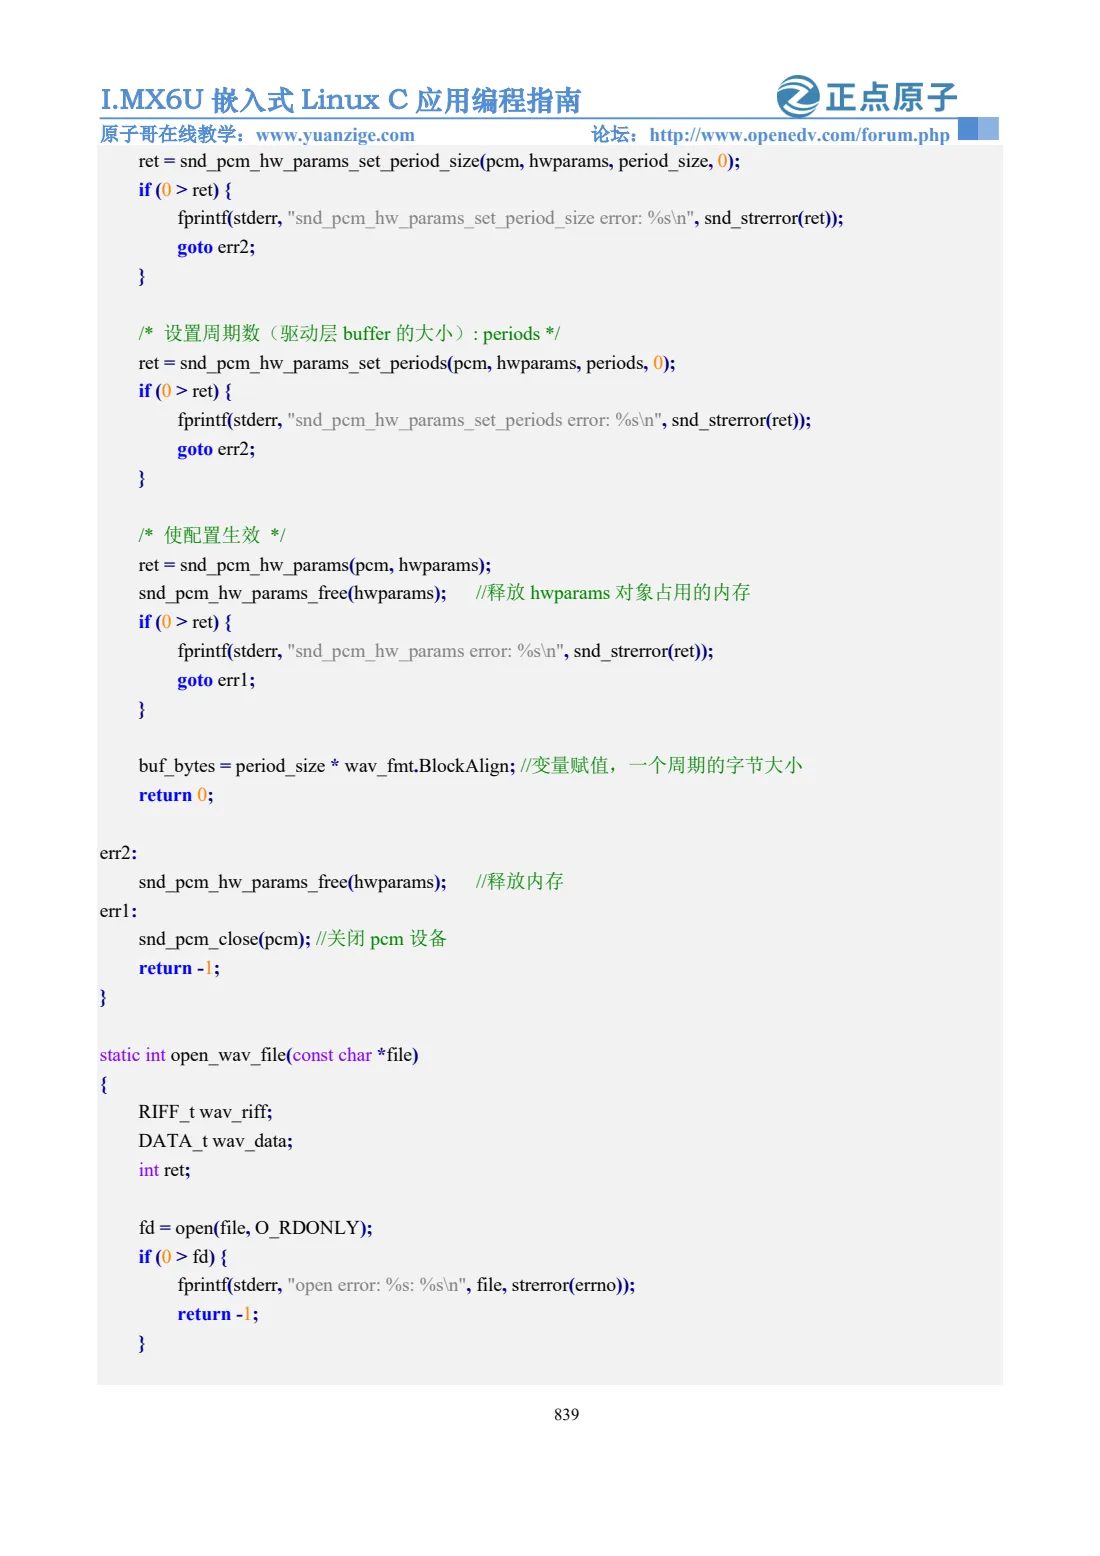 I.MX6U 嵌入式 Linux C 应用编程指南
正点原子
原子哥在线教学：www.yuanzige.com 论坛：http://www.openedv.com/forum.php
ret = snd_pcm_hw_params_set_period_size(pcm, hwparams, period_size, 0);
if (0 > ret) {
fprintf(stderr, "snd_pcm_hw_params_set_period_size error: %s\n", snd_strerror(ret));
goto err2;
}
/* 设置周期数（驱动层 buffer 的大小）: periods */
ret = snd_pcm_hw_params_set_periods(pcm, hwparams, periods, 0);
if (0 > ret) {
fprintf(stderr, "snd_pcm_hw_params_set_periods error: %s\n", snd_strerror(ret));
goto err2;
}
/* 使配置生效 */
ret = snd_pcm_hw_params(pcm, hwparams);
snd_pcm_hw_params_free(hwparams); //释放 hwparams 对象占用的内存
if (0 > ret) {
fprintf(stderr, "snd_pcm_hw_params error: %s\n", snd_strerror(ret));
goto err1;
}
buf_bytes = period_size * wav_fmt.BlockAlign; //变量赋值，一个周期的字节大小
return 0;
err2:
snd_pcm_hw_params_free(hwparams); //释放内存
err1:
snd_pcm_close(pcm); //关闭 pcm 设备
return -1;
}
static int open_wav_file(const char *file)
{
RIFF_t wav_riff;
DATA_t wav_data;
int ret;
fd = open(file, O_RDONLY);
if (0 > fd) {
fprintf(stderr, "open error: %s: %s\n", file, strerror(errno));
return -1;
}
839